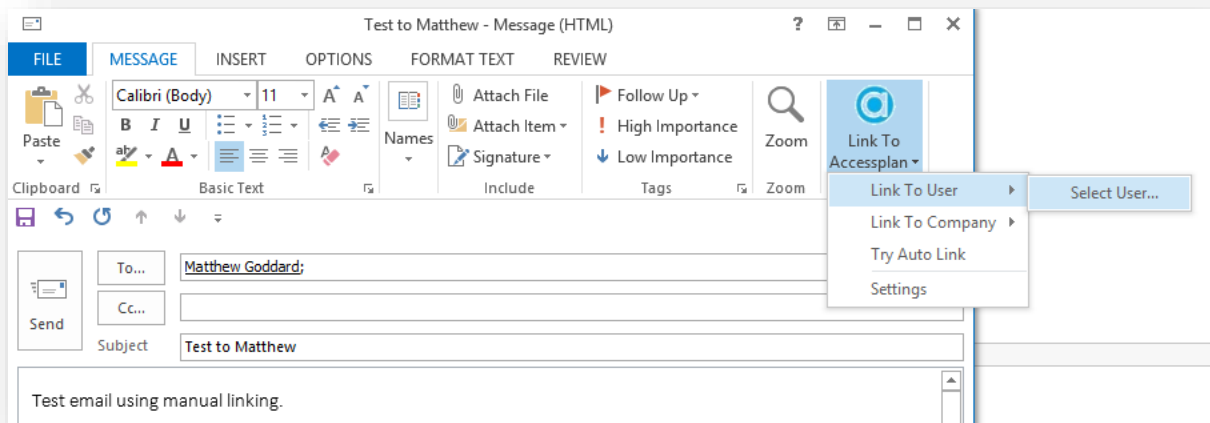 Test to Matthew - Message (HTML)
?
FILE MESSAGE INSERT OPTIONS FORMAT TEXT REVIEW
Calibri (Body) 11 A A
Attach File
Follow Up
B I U
Attach Item
High Importance
Paste
Names
Zoom
Link To
Accessplan
aby A
Signature
Low Importance
Clipboard Basic Text Include Tags Zoom
Link To User
Select User...
Link To Company
Try Auto Link
Settings
To...
Matthew Goddard;
Cc...
Send
Subject
Test to Matthew
Test email using manual linking.